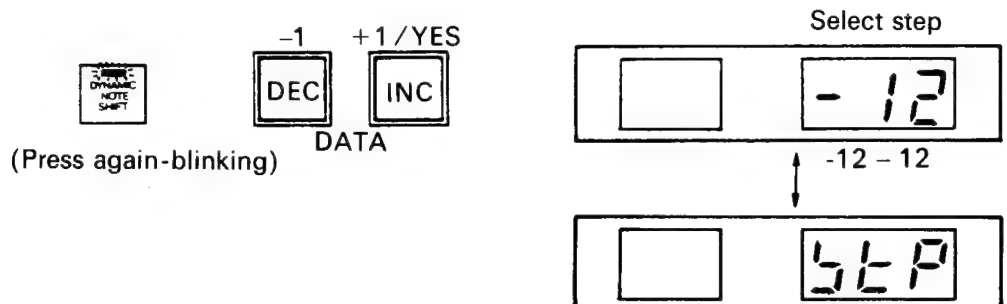 Select step
-1 +1/YES
DYNAMIC
NOTE
SHIFT
DEC INC
-12
DATA
(Press again-blinking)
-12 – 12
StP